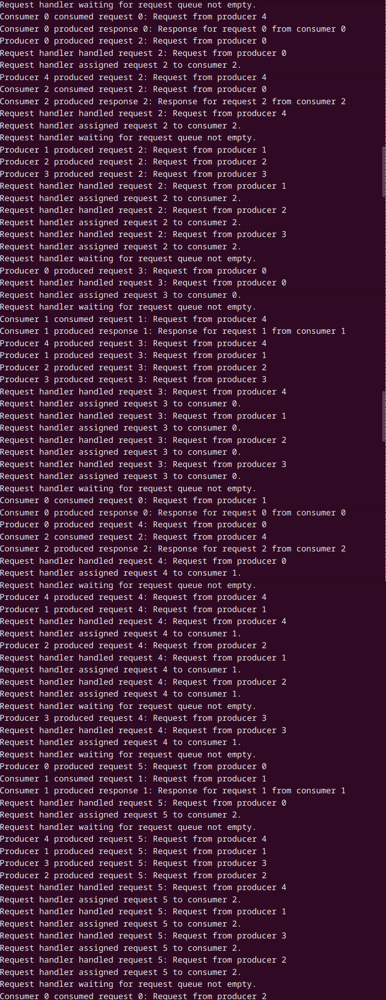 Request handler waiting for request queue not empty.
Consumer 0 consumed request 0: Request from producer 4
Consumer 0 produced response 0: Response for request 0 from consumer 0
Producer 0 produced request 2: Request from producer 0
Request handler handled request 2: Request from producer 0
Request handler assigned request 2 to consumer 2.
Producer 4 produced request 2: Request from producer 4
Consumer 2 consumed request 2: Request from producer 0
Consumer 2 produced response 2: Response for request 2 from consumer 2
Request handler handled request 2: Request from producer 4
Request handler assigned request 2 to consumer 2.
Request handler waiting for request queue not empty.
Producer 1 produced request 2: Request from producer 1
Producer 2 produced request 2: Request from producer 2
Producer 3 produced request 2: Request from producer 3
Request handler handled request 2: Request from producer 1
Request handler assigned request 2 to consumer 2.
Request handler handled request 2: Request from producer 2
Request handler assigned request 2 to consumer 2.
Request handler handled request 2: Request from producer 3
Request handler assigned request 2 to consumer 2.
Request handler waiting for request queue not empty.
Producer 0 produced request 3: Request from producer 0
Request handler handled request 3: Request from producer 0
Request handler assigned request 3 to consumer 0.
Request handler waiting for request queue not empty.
Consumer 1 consumed request 1: Request from producer 4
Consumer 1 produced response 1: Response for request 1 from consumer 1
Producer 4 produced request 3: Request from producer 4
Producer 1 produced request 3: Request from producer 1
Producer 2 produced request 3: Request from producer 2
Producer 3 produced request 3: Request from producer 3
Request handler handled request 3: Request from producer 4
Request handler assigned request 3 to consumer 0.
Request handler handled request 3: Request from producer 1
Request handler assigned request 3 to consumer 0.
Request handler handled request 3: Request from producer 2
Request handler assigned request 3 to consumer 0.
Request handler handled request 3: Request from producer 3
Request handler assigned request 3 to consumer 0.
Request handler waiting for request queue not empty.
Consumer 0 consumed request 0: Request from producer 1
Consumer 0 produced response 0: Response for request 0 from consumer 0
Producer 0 produced request 4: Request from producer 0
Consumer 2 consumed request 2: Request from producer 4
Consumer 2 produced response 2: Response for request 2 from consumer 2
Request handler handled request 4: Request from producer 0
Request handler assigned request 4 to consumer 1.
Request handler waiting for request queue not empty.
Producer 4 produced request 4: Request from producer 4
Producer 1 produced request 4: Request from producer 1
Request handler handled request 4: Request from producer 4
Request handler assigned request 4 to consumer 1.
Producer 2 produced request 4: Request from producer 2
Request handler handled request 4: Request from producer 1
Request handler assigned request 4 to consumer 1.
Request handler handled request 4: Request from producer 2
Request handler assigned request 4 to consumer 1.
Request handler waiting for request queue not empty.
Producer 3 produced request 4: Request from producer 3
Request handler handled request 4: Request from producer 3
Request handler assigned request 4 to consumer 1.
Request handler waiting for request queue not empty.
Producer 0 produced request 5: Request from producer 0
Consumer 1 consumed request 1: Request from producer 1
Consumer 1 produced response 1: Response for request 1 from consumer 1
Request handler handled request 5: Request from producer 0
Request handler assigned request 5 to consumer 2.
Request handler waiting for request queue not empty.
Producer 4 produced request 5: Request from producer 4
Producer 1 produced request 5: Request from producer 1
Producer 3 produced request 5: Request from producer 3
Producer 2 produced request 5: Request from producer 2
Request handler handled request 5: Request from producer 4
Request handler assigned request 5 to consumer 2.
Request handler handled request 5: Request from producer 1
Request handler assigned request 5 to consumer 2.
Request handler handled request 5: Request from producer 3
Request handler assigned request 5 to consumer 2.
Request handler handled request 5: Request from producer 2
Request handler assigned request 5 to consumer 2.
Request handler waiting for request queue not empty.
Consumer 0 consumed request 0: Request from producer 2